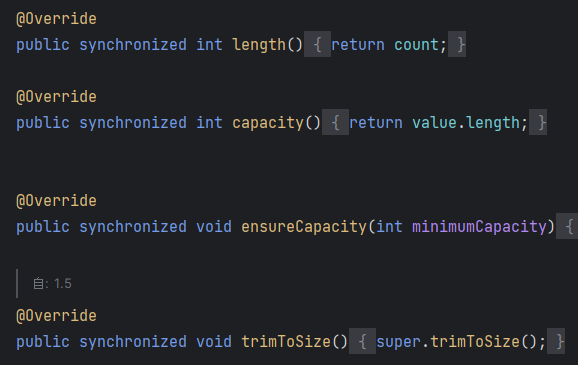 @Override
public synchronized int length() { return count; }
@Override
public synchronized int capacity() { return value.length; }
@Override
public synchronized void ensureCapacity(int minimumCapacity) {
自: 1.5
@Override
public synchronized void trimToSize() { super.trimToSize(); }